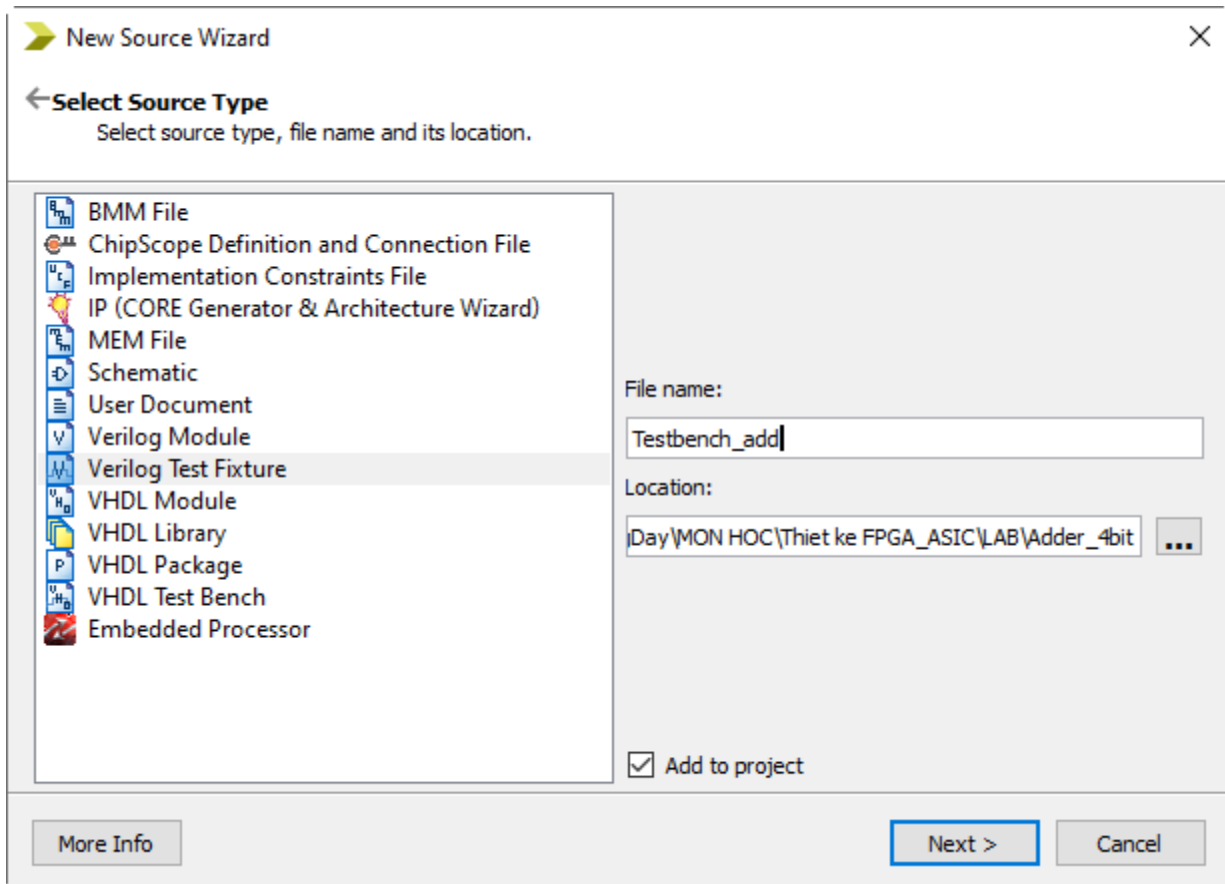 New Source Wizard
Select Source Type
Select source type, file name and its location.
BMM File
ChipScope Definition and Connection File
Implementation Constraints File
IP (CORE Generator & Architecture Wizard)
MEM File
Schematic
User Document
Verilog Module
Verilog Test Fixture
VHDL Module
VHDL Library
VHDL Package
VHDL Test Bench
Embedded Processor
File name:
Testbench_add
Location:
Day\MON HOC\Thiet ke FPGA_ASIC\LAB\Adder_4bit
...
Add to project
More Info
Next >
Cancel